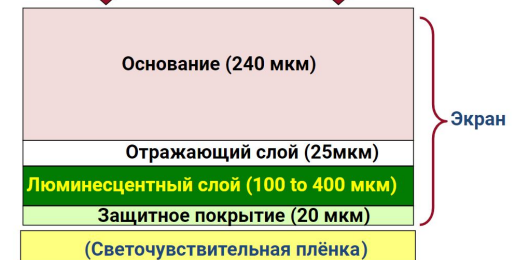 Основание (240 мкм)
Экран
Отражающий слой (25мкм)
Люминесцентный слой (100 to 400 мкм)
Защитное покрытие (20 мкм)
(Светочувствительная плёнка)